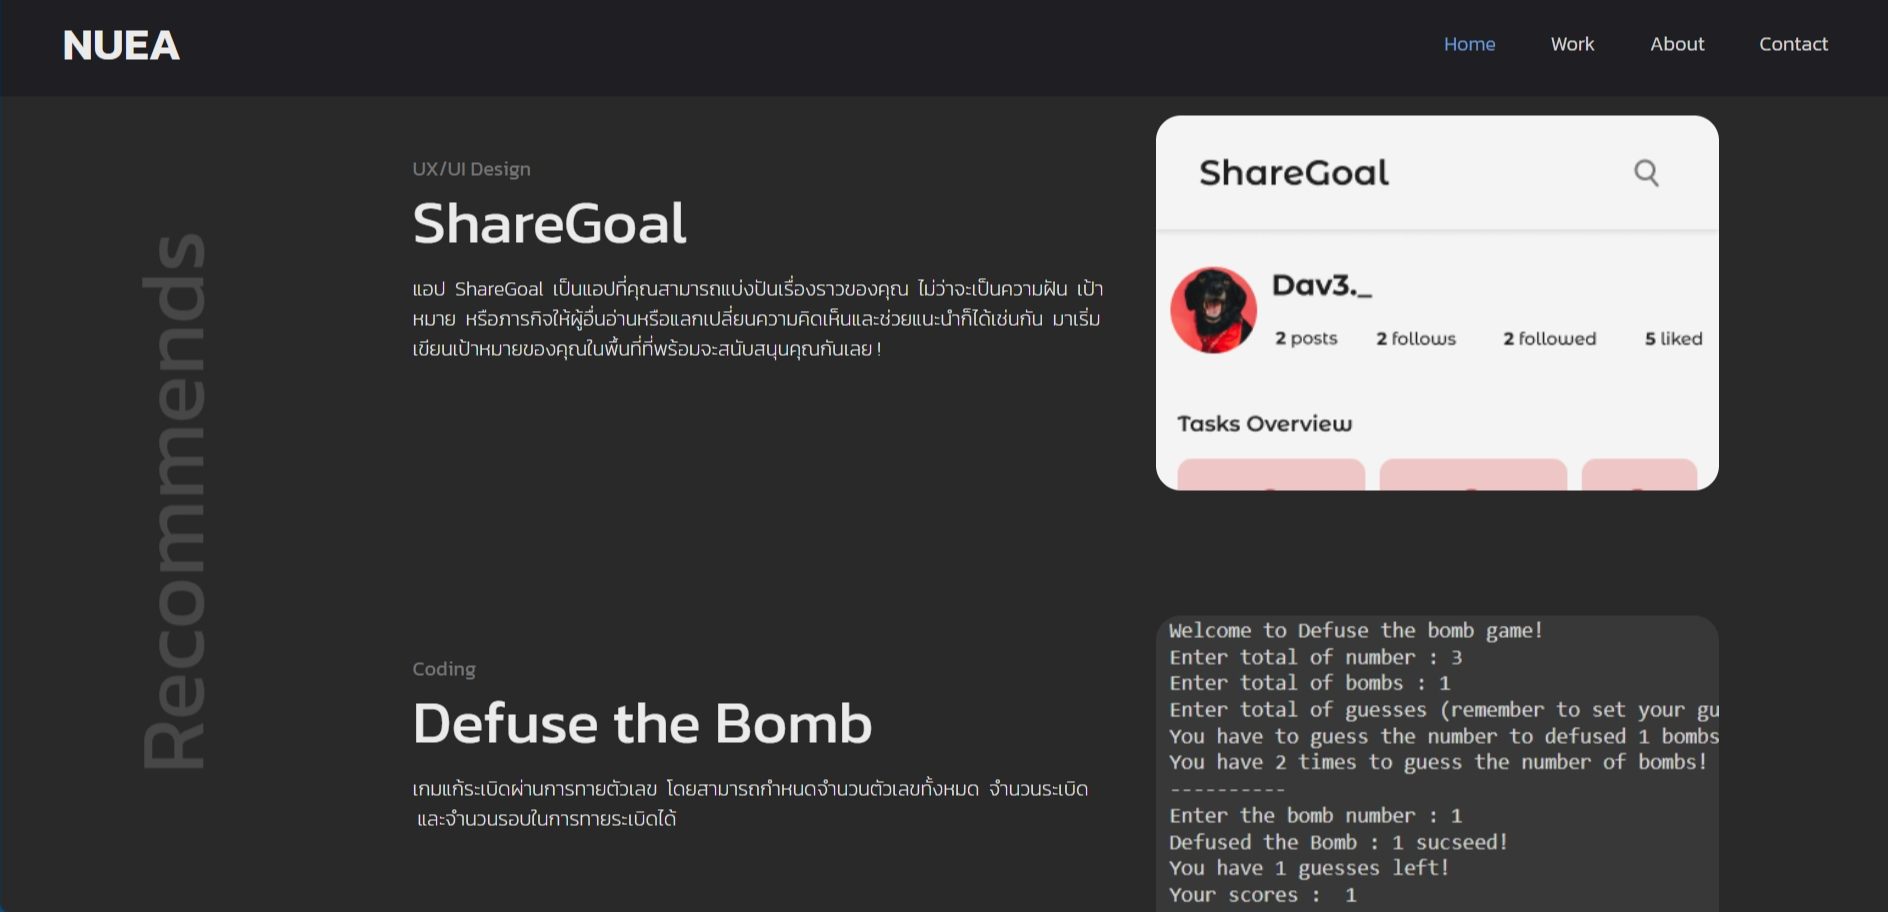 NUEA
Home
Work
About
Contact
Recommends
UX/UI Design
ShareGoal
แอป ShareGoal เป็นแอปที่คุณสามารถแบ่งปันเรื่องราวของคุณ ไม่ว่าจะเป็นความฝัน เป้า
หมาย หรือภารกิจให้ผู้อื่นอ่านหรือแลกเปลี่ยนความคิดเห็นและช่วยแนะนำก็ได้เช่นกัน มาเริ่ม
เขียนเป้าหมายของคุณในพื้นที่ที่พร้อมจะสนับสนุนคุณกันเลย !
ShareGoal
Dav3._
2 posts
2 follows
2 followed
5 liked
Tasks Overview
Coding
Defuse the Bomb
เกมแก้ระเบิดผ่านการทายตัวเลข โดยสามารถกำหนดจำนวนตัวเลขทั้งหมด จำนวนระเบิด
และจำนวนรอบในการทายระเบิดได้
Welcome to Defuse the bomb game!
Enter total of number : 3
Enter total of bombs : 1
Enter total of guesses (remember to set your gu
You have to guess the number to defused 1 bombs
You have 2 times to guess the number of bombs!
----------
Enter the bomb number : 1
Defused the Bomb : 1 sucseed!
You have 1 guesses left!
Your scores :  1